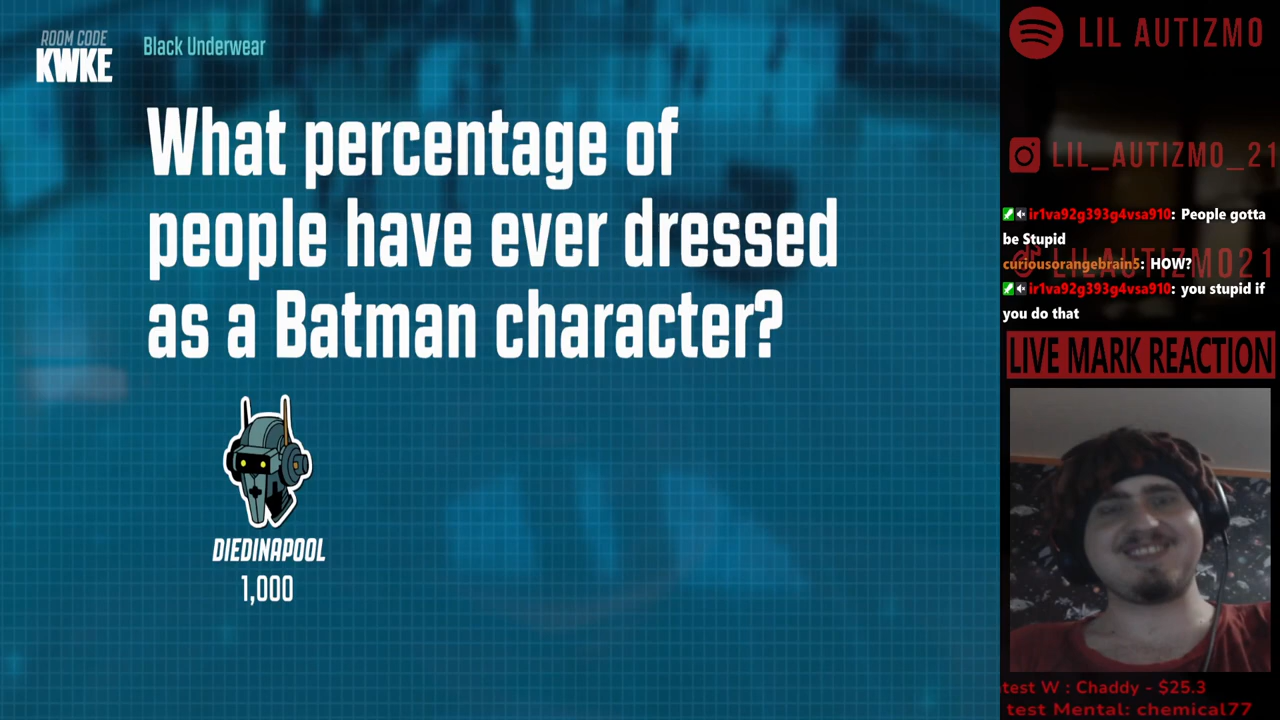 ROOM CODE
KWKE
Black Underwear
What percentage of
people have ever dressed
as a Batman character?
DIEDINAPOOL
1,000
LIL AUTIZMO
LIL_AUTIZMO_21
ir1va92g393g4vsa910: People gotta
be Stupid
LILAUTIZMO21
curiousorangebrain5: HOW?
ir1va92g393g4vsa910: you stupid if
you do that
LIVE MARK REACTION
test W : Chaddy - $25.3
test Mental: chemical77